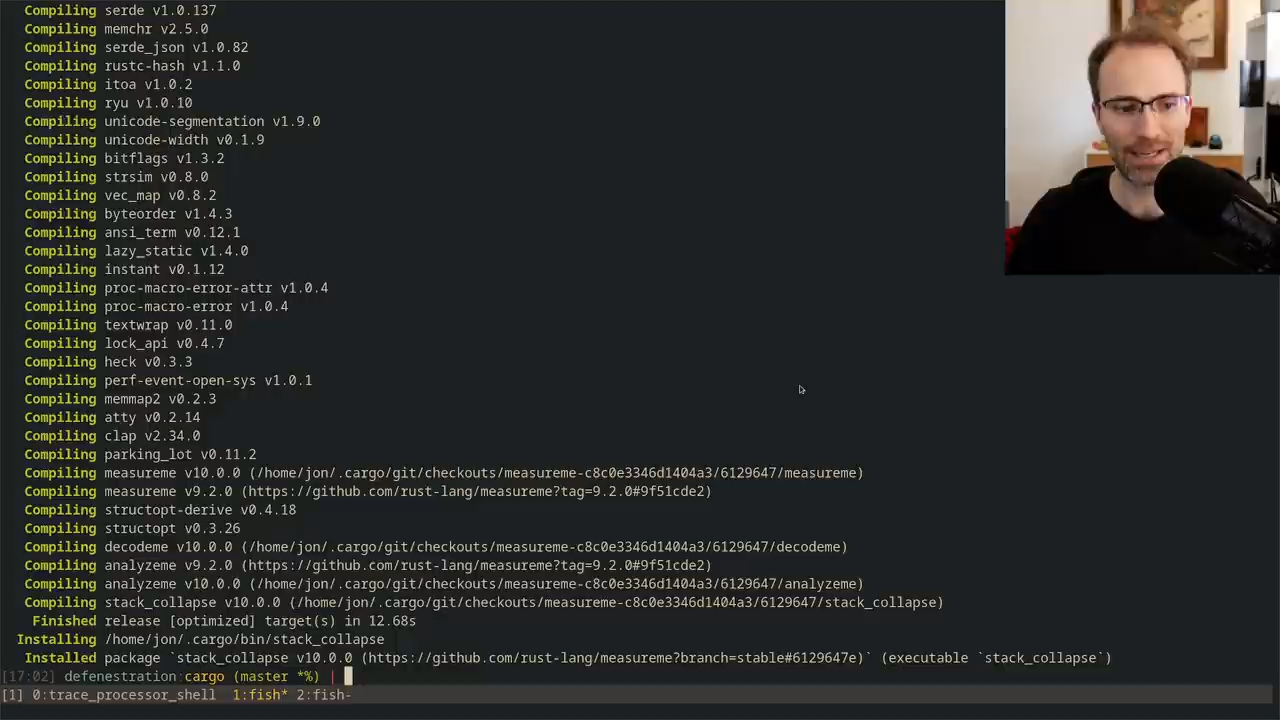 Compiling serde v1.0.137
Compiling memchr v2.5.0
Compiling serde_json v1.0.82
Compiling rustc-hash v1.1.0
Compiling itoa v1.0.2
Compiling ryu v1.0.10
Compiling unicode-segmentation v1.9.0
Compiling unicode-width v0.1.9
Compiling bitflags v1.3.2
Compiling strsim v0.8.0
Compiling vec_map v0.8.2
Compiling byteorder v1.4.3
Compiling ansi_term v0.12.1
Compiling lazy_static v1.4.0
Compiling instant v0.1.12
Compiling proc-macro-error-attr v1.0.4
Compiling proc-macro-error v1.0.4
Compiling textwrap v0.11.0
Compiling lock_api v0.4.7
Compiling heck v0.3.3
Compiling perf-event-open-sys v1.0.1
Compiling memmap2 v0.2.3
Compiling atty v0.2.14
Compiling clap v2.34.0
Compiling parking_lot v0.11.2
Compiling measureme v10.0.0 (/home/jon/.cargo/git/checkouts/measureme-c8c0e3346d1404a3/6129647/measureme)
Compiling measureme v9.2.0 (https://github.com/rust-lang/measureme?tag=9.2.0#9f51cde2)
Compiling structopt-derive v0.4.18
Compiling structopt v0.3.26
Compiling decodeme v10.0.0 (/home/jon/.cargo/git/checkouts/measureme-c8c0e3346d1404a3/6129647/decodeme)
Compiling analyzeme v9.2.0 (https://github.com/rust-lang/measureme?tag=9.2.0#9f51cde2)
Compiling analyzeme v10.0.0 (/home/jon/.cargo/git/checkouts/measureme-c8c0e3346d1404a3/6129647/analyzeme)
Compiling stack_collapse v10.0.0 (/home/jon/.cargo/git/checkouts/measureme-c8c0e3346d1404a3/6129647/stack_collapse)
Finished release [optimized] target(s) in 12.68s
Installing /home/jon/.cargo/bin/stack_collapse
Installed package `stack_collapse v10.0.0 (https://github.com/rust-lang/measureme?branch=stable#6129647e)` (executable `stack_collapse`)
[17:02] defenestration:cargo (master *%) |
[1] 0:trace_processor_shell 1:fish* 2:fish-